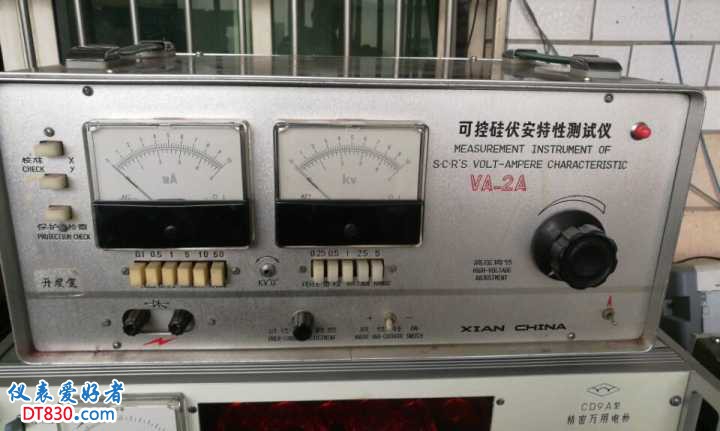 可控硅伏安特性测试仪
MEASUREMENT INSTRUMENT OF
S·C·R'S VOLT-AMPERE CHARACTERISTIC
VA-2A
校准 X
CHECK y
保护检查
PROTECTION CHECK
mA
kv
0.1 0.5 1 5 10 50
0.25 0.5 1 2.5 5
KV"0"
高压调节
HIGH-VOLTAGE
ADJUSTMENT
XIAN CHINA
仪表爱好者
DT830.com
CD9A型
精密万用电桥